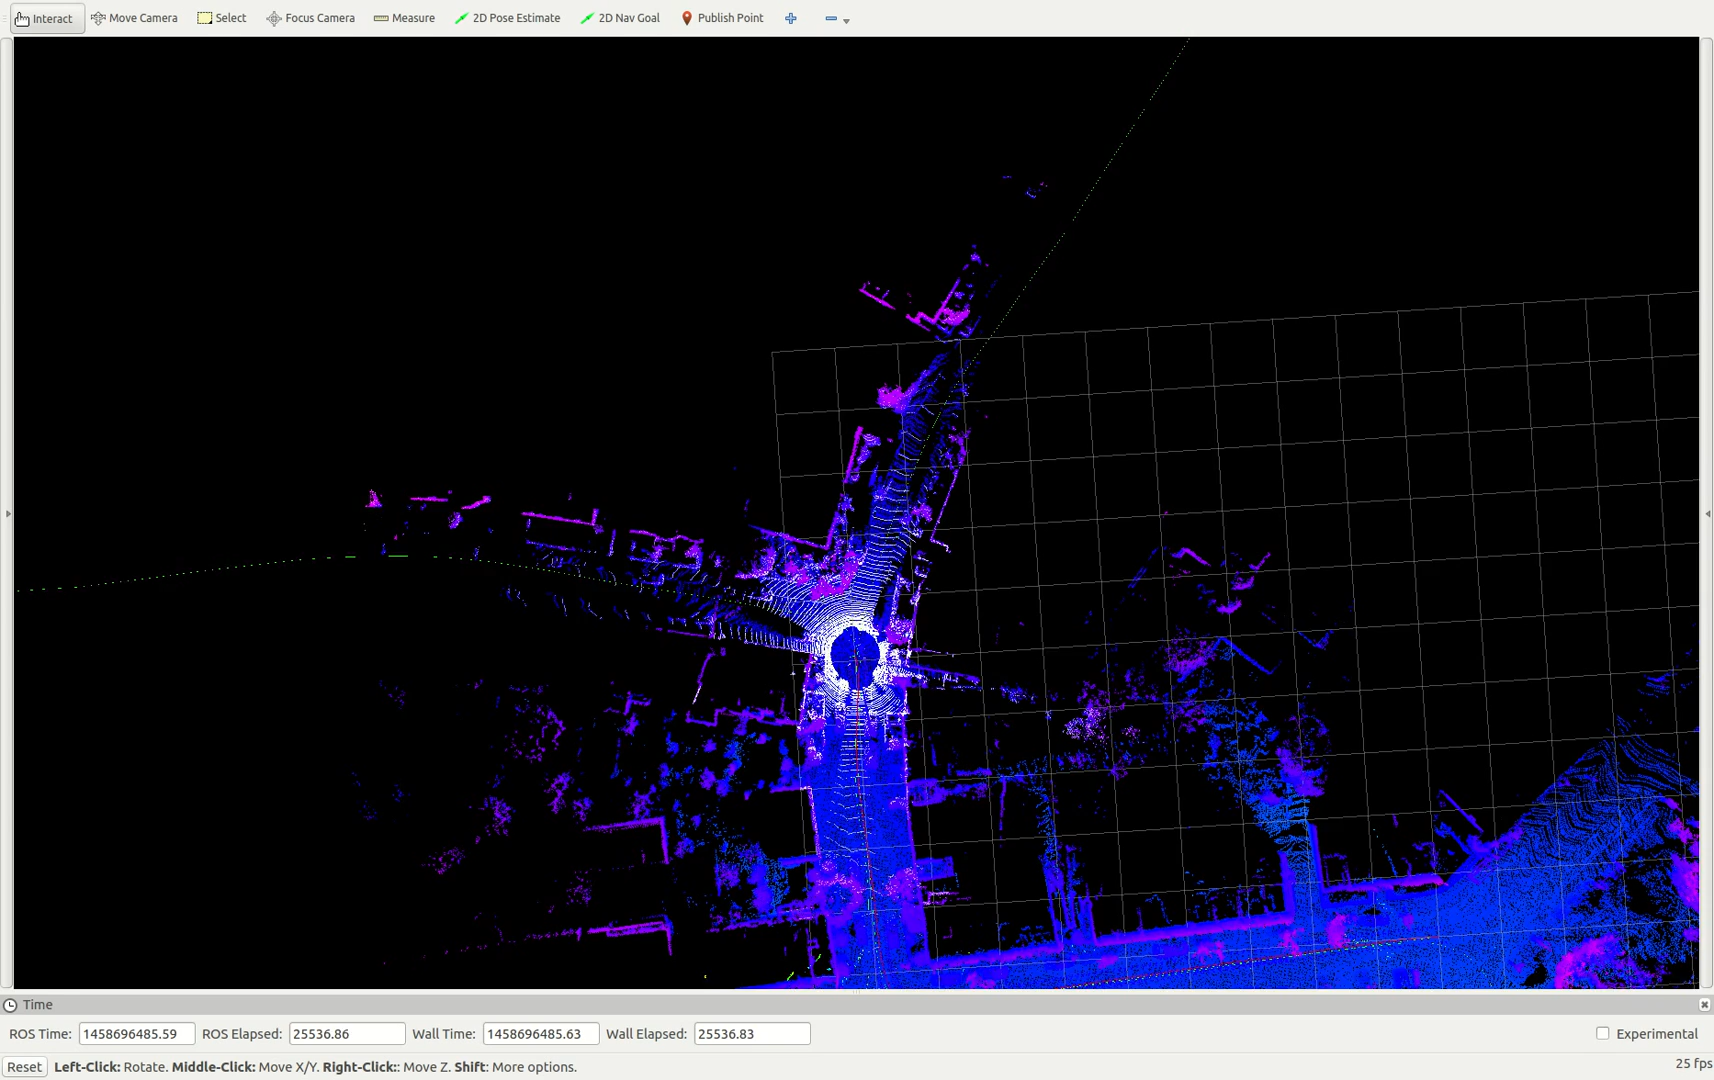 Interact Move Camera Select Focus Camera Measure 2D Pose Estimate 2D Nav Goal Publish Point
Time
ROS Time: 1458696485.59 ROS Elapsed: 25536.86 Wall Time: 1458696485.63 Wall Elapsed: 25536.83 Experimental
Reset Left-Click: Rotate. Middle-Click: Move X/Y. Right-Click:: Move Z. Shift: More options. 25 fps